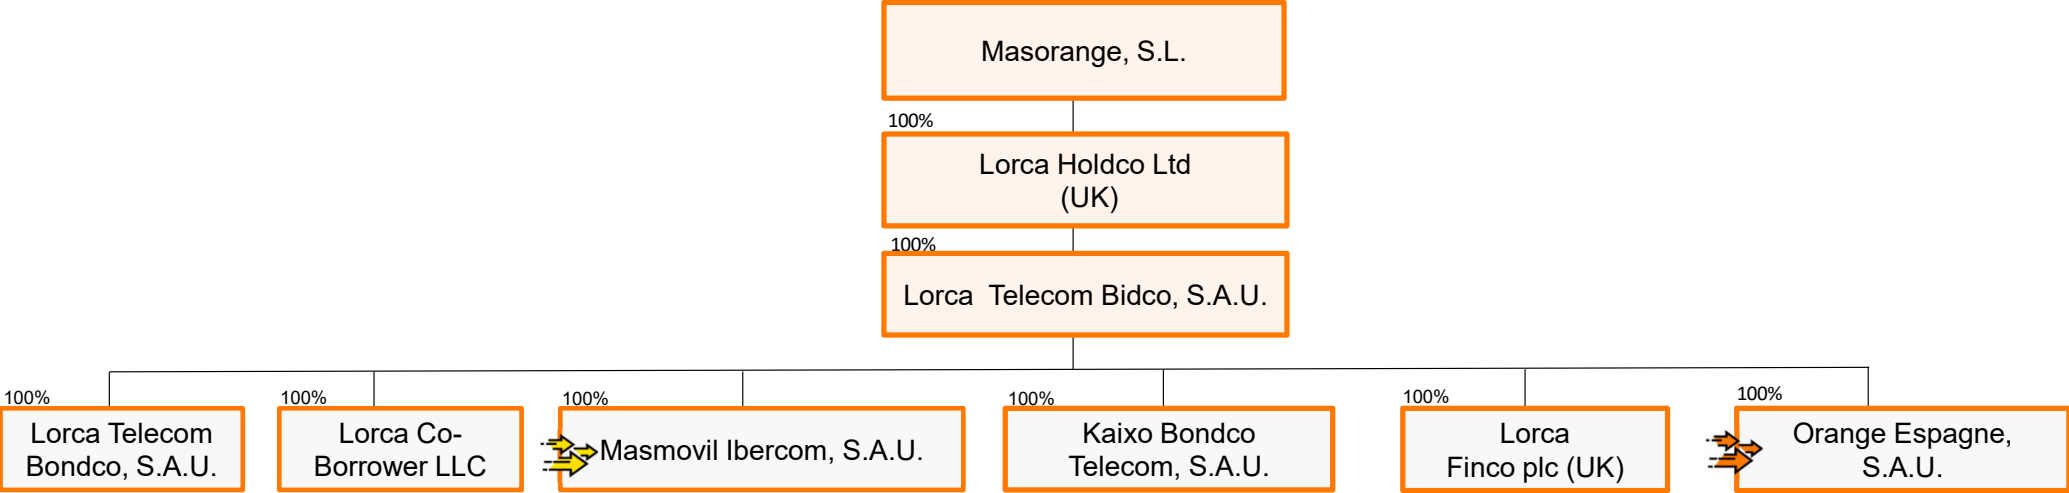 Masorange, S.L.
100%
Lorca Holdco Ltd
(UK)
100%
Lorca Telecom Bidco, S.A.U.
100%
Lorca Telecom
Bondco, S.A.U.
100%
Lorca Co-
Borrower LLC
100%
Masmovil Ibercom, S.A.U.
100%
Kaixo Bondco
Telecom, S.A.U.
100%
Lorca
Finco plc (UK)
100%
Orange Espagne,
S.A.U.